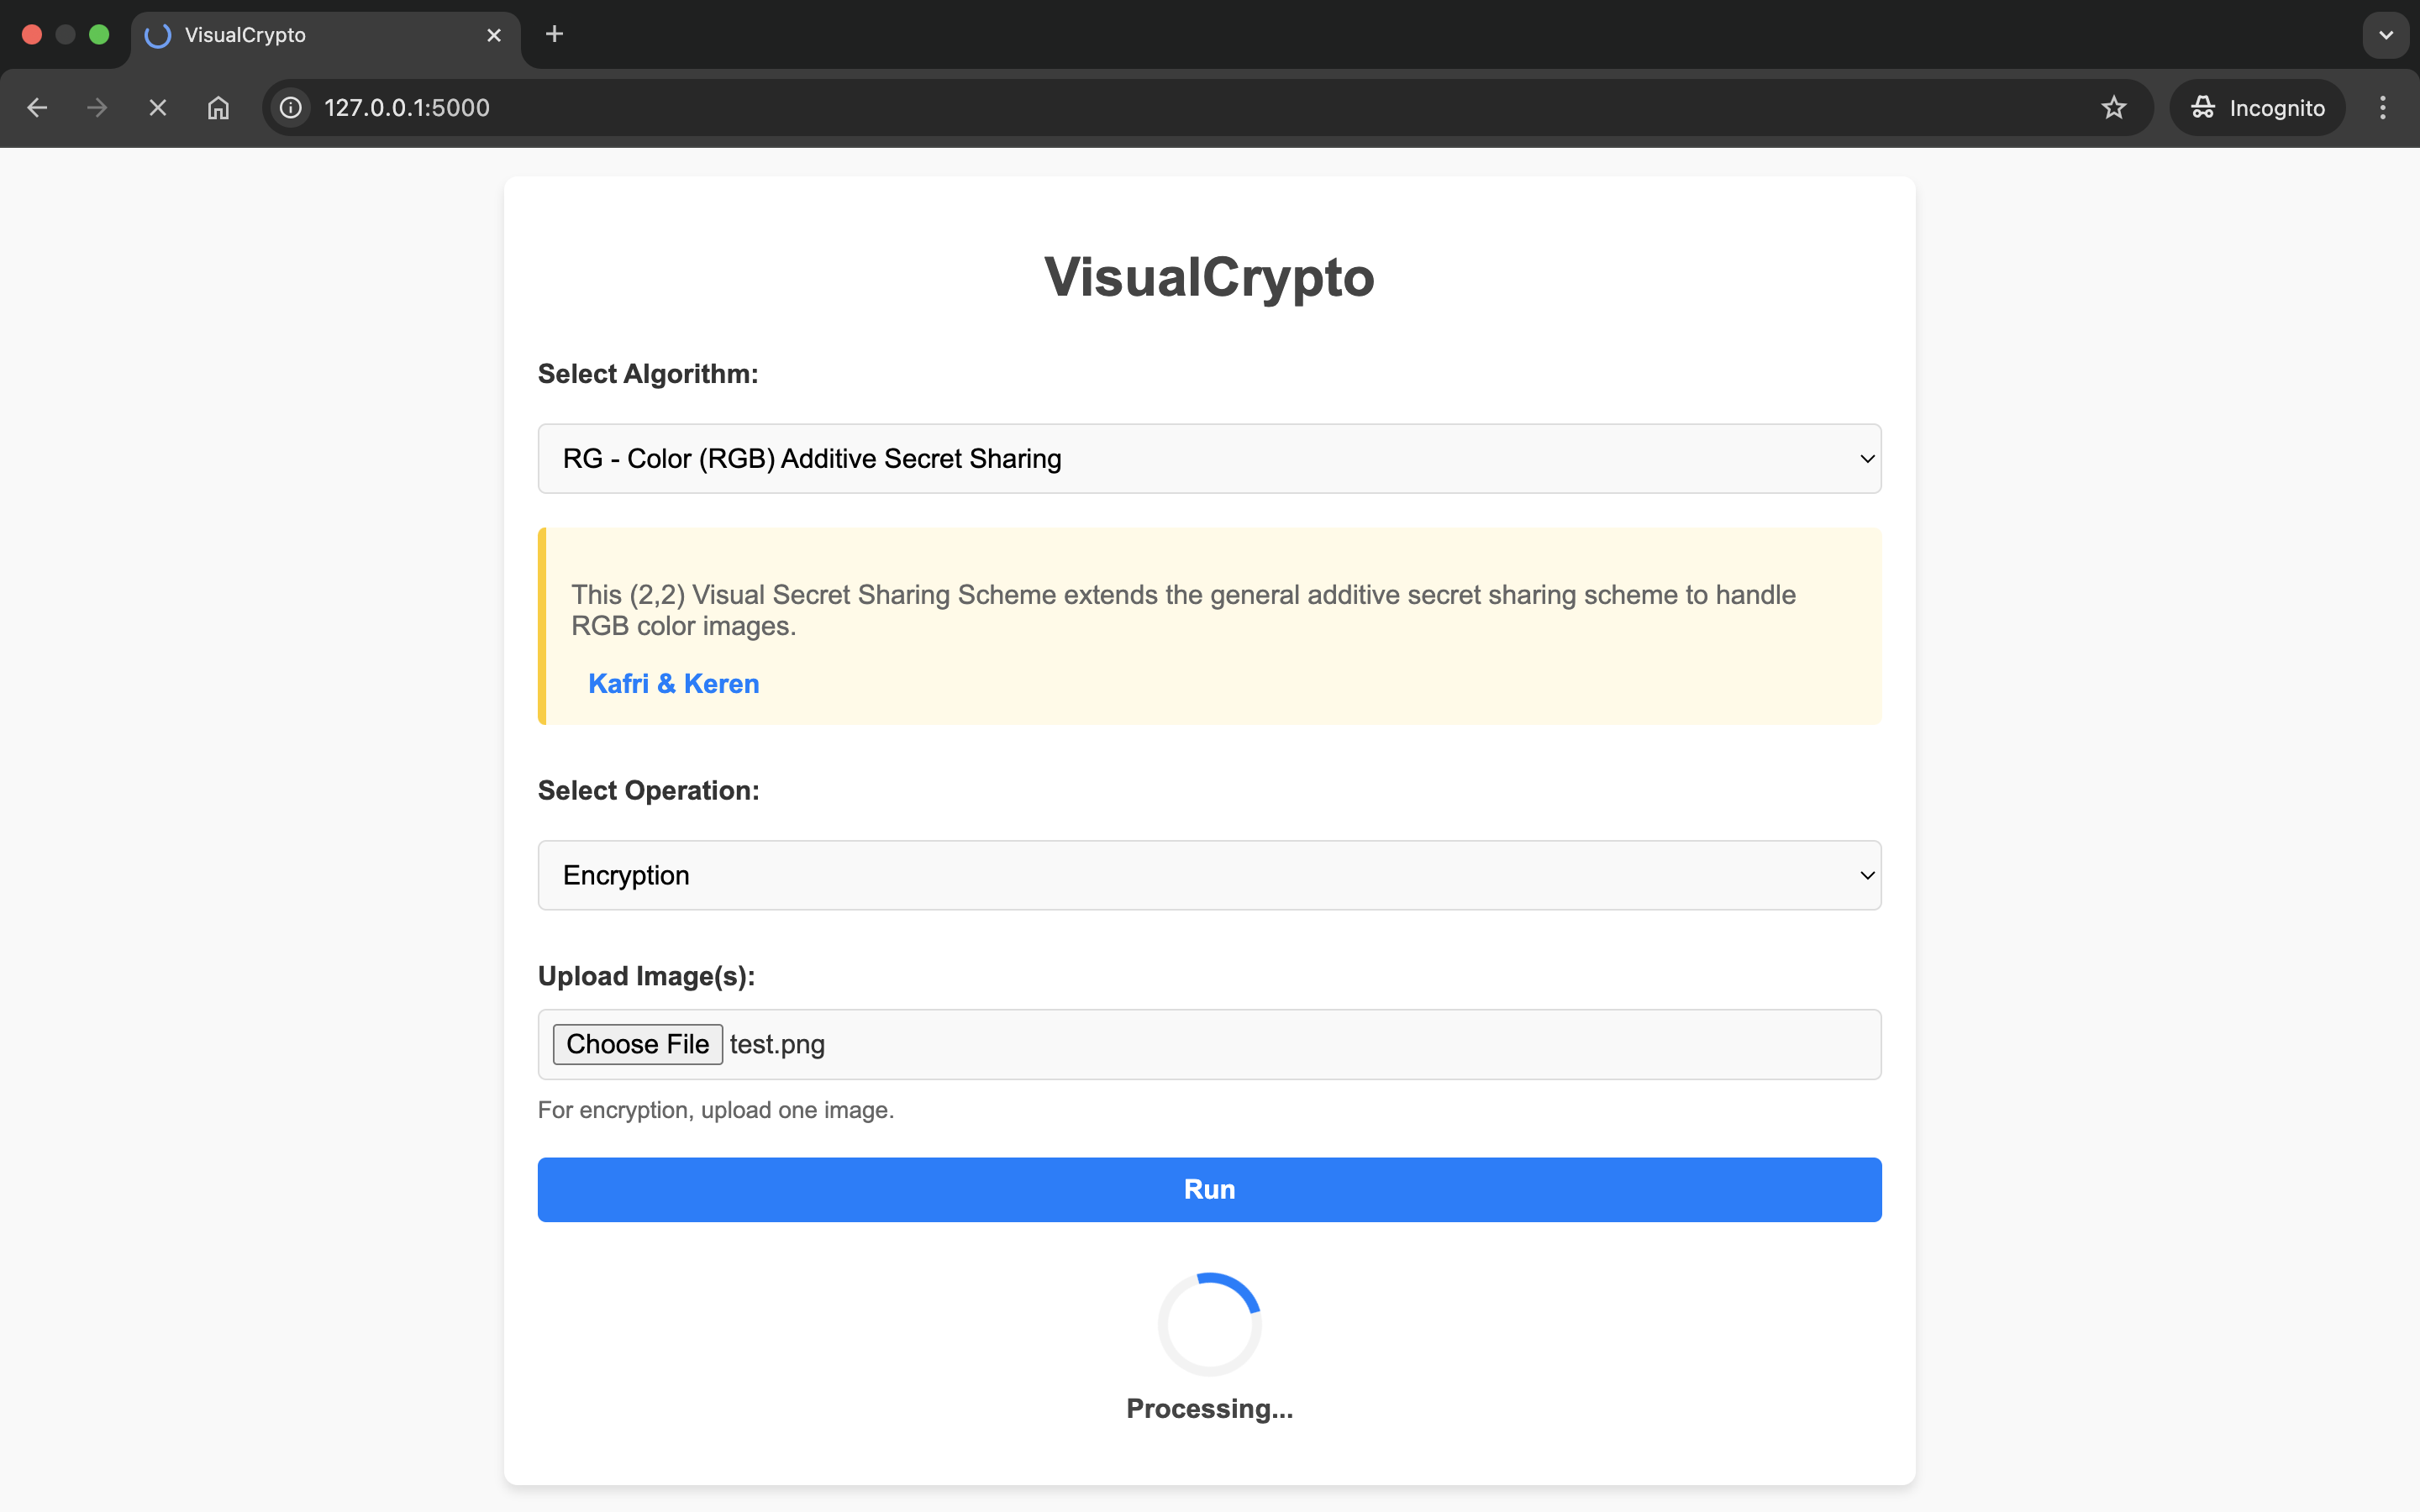 VisualCrypto
127.0.0.1:5000
Incognito
VisualCrypto
Select Algorithm:
RG - Color (RGB) Additive Secret Sharing
This (2,2) Visual Secret Sharing Scheme extends the general additive secret sharing scheme to handle
RGB color images.
Kafri & Keren
Select Operation:
Encryption
Upload Image(s):
Choose File test.png
For encryption, upload one image.
Run
Processing...